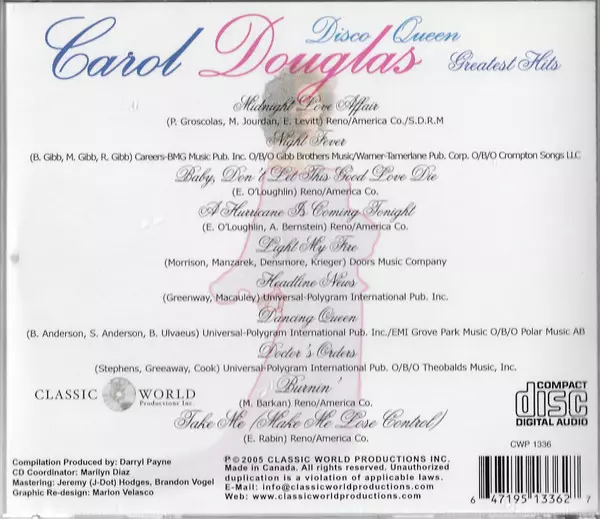 Disco Queen
Carol Douglas
Greatest Hits
Midnight Love Affair
(P. Groscolas, M. Jourdan, E. Levitt) Reno/America Co./S.D.R.M
Night Fever
(B. Gibb, M. Gibb, R. Gibb) Careers-BMG Music Pub. Inc. O/B/O Gibb Brothers Music/Warner-Tamerlane Pub. Corp. O/B/O Crompton Songs LLC
Baby, Don't Let This Good Love Die
(E. O'Loughlin) Reno/America Co.
A Hurricane Is Coming Tonight
(E. O'Loughlin, A. Bernstein) Reno/America Co.
Light My Fire
(Morrison, Manzarek, Densmore, Krieger) Doors Music Company
Headline News
(Greenway, Macauley) Universal-Polygram International Pub. Inc.
Dancing Queen
(B. Anderson, S. Anderson, B. Ulvaeus) Universal-Polygram International Pub. Inc./EMI Grove Park Music O/B/O Polar Music AB
Doctor's Orders
(Stephens, Greeaway, Cook) Universal-Polygram International Pub. O/B/O Theobalds Music, Inc.
Burnin'
(M. Barkan) Reno/America Co.
Take Me (Make Me Lose Control)
(E. Rabin) Reno/America Co.
CLASSIC WORLD
Productions Inc
COMPACT
disc
DIGITAL AUDIO
CWP 1336
Compilation Produced by: Darryl Payne
CD Coordinator: Marilyn Diaz
Mastering: Jeremy (J-Dot) Hodges, Brandon Vogel
Graphic Re-design: Marlon Velasco
℗ © 2005 CLASSIC WORLD PRODUCTIONS INC.
Made in Canada. All rights reserved. Unauthorized
duplication is a violation of applicable laws.
E-Mail: info@classicworldproductions.com
Web: www.classicworldproductions.com
6 47195 13362 7